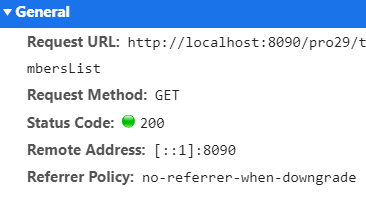 General
Request URL: http://localhost:8090/pro29/t
mbersList
Request Method: GET
Status Code: 200
Remote Address: [::1]:8090
Referrer Policy: no-referrer-when-downgrade